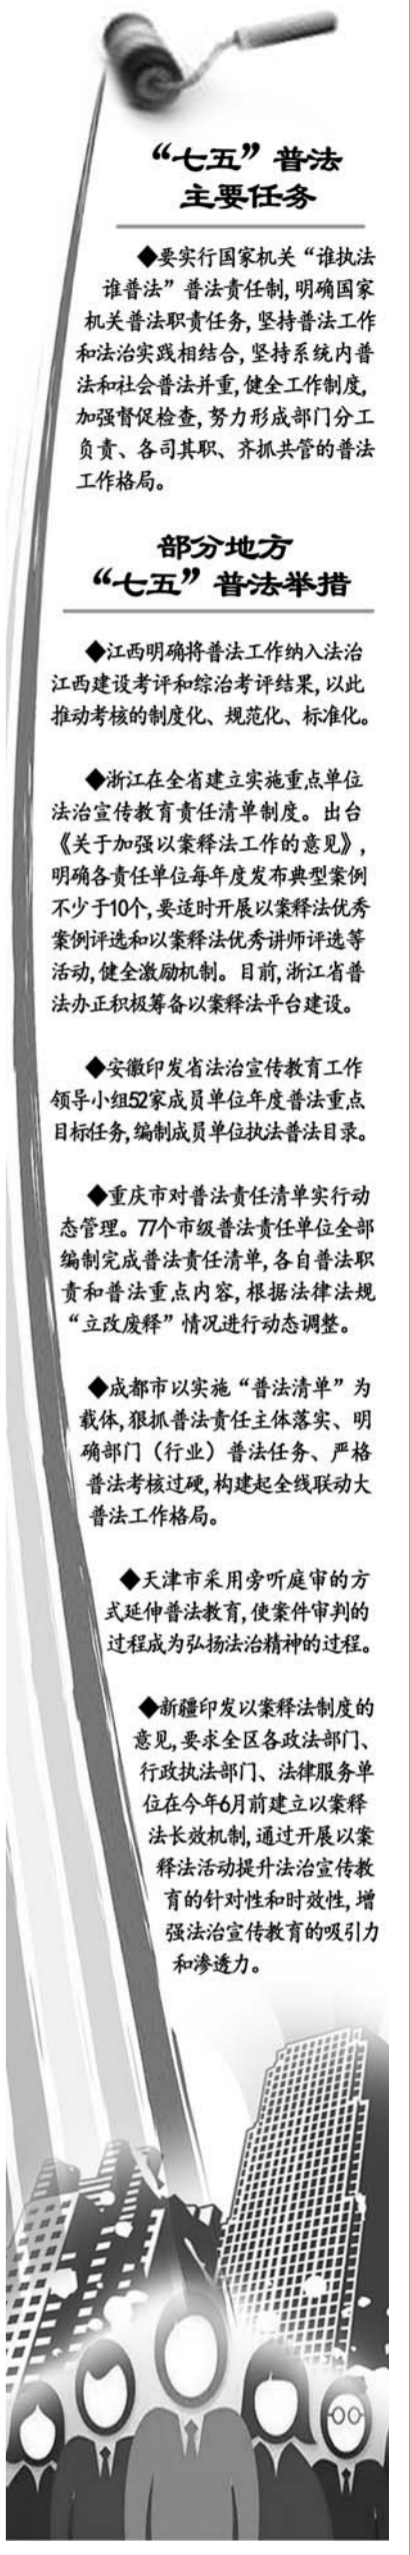 “七五”普法
主要任务
◆要实行国家机关“谁执法
谁普法”普法责任制,明确国家
机关普法职责任务,坚持普法工作
和法治实践相结合,坚持系统内普
法和社会普法并重,健全工作制度,
加强督促检查,努力形成部门分工
负责、各司其职、齐抓共管的普法
工作格局。
部分地方
“七五”普法举措
◆江西明确将普法工作纳入法治
江西建设考评和综治考评结果,以此
推动考核的制度化、规范化、标准化。
◆浙江在全省建立实施重点单位
法治宣传教育责任清单制度。出台
《关于加强以案释法工作的意见》,
明确各责任单位每年度发布典型案例
不少于10个,要适时开展以案释法优秀
案例评选和以案释法优秀讲师评选等
活动,健全激励机制。目前,浙江省普
法办正积极筹备以案释法平台建设。
◆安徽印发省法治宣传教育工作
领导小组52家成员单位年度普法重点
目标任务,编制成员单位执法普法目录。
◆重庆市对普法责任清单实行动
态管理。77个市级普法责任单位全部
编制完成普法责任清单,各自普法职
责和普法重点内容,根据法律法规
“立改废释”情况进行动态调整。
◆成都市以实施“普法清单”为
载体,狠抓普法责任主体落实、明
确部门（行业）普法任务、严格
普法考核过硬,构建起全线联动大
普法工作格局。
◆天津市采用旁听庭审的方
式延伸普法教育,使案件审判的
过程成为弘扬法治精神的过程。
◆新疆印发以案释法制度的
意见,要求全区各政法部门、
行政执法部门、法律服务单
位在今年6月前建立以案释
法长效机制,通过开展以案
释法活动提升法治宣传教
育的针对性和时效性,增
强法治宣传教育的吸引力
和渗透力。